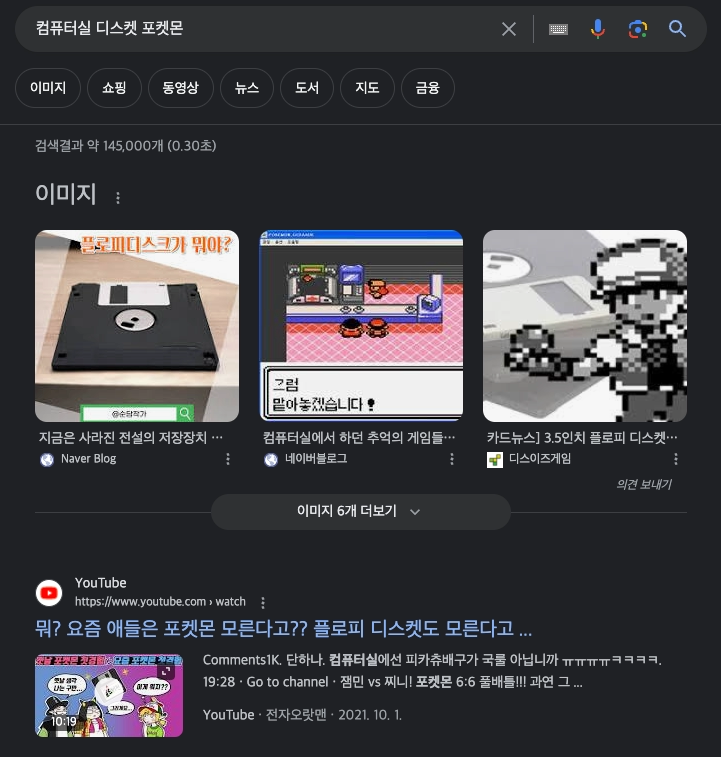 컴퓨터실 디스켓 포켓몬
이미지
쇼핑
동영상
뉴스
도서
지도
금융
검색결과 약 145,000개 (0.30초)
이미지
플로피디스크가 뭐야?
@순담작가
그럼
맡아놓겠습니다!
지금은 사라진 전설의 저장장치 ...
Naver Blog
컴퓨터실에서 하던 추억의 게임들...
네이버블로그
카드뉴스] 3.5인치 플로피 디스켓...
디스이즈게임
의견 보내기
이미지 6개 더보기
YouTube
https://www.youtube.com › watch
뭐? 요즘 애들은 포켓몬 모른다고?? 플로피 디스켓도 모른다고 ...
10:19
Comments1K. 단하나. 컴퓨터실에선 피카츄배구가 국룰 아닙니까 ㅠㅠㅠㅠㅋㅋㅋㅋ.
19:28 · Go to channel · 잼민 vs 찌니! 포켓몬 6:6 풀배틀!!! 과연 그 ...
YouTube · 전자오락맨 · 2021. 10. 1.